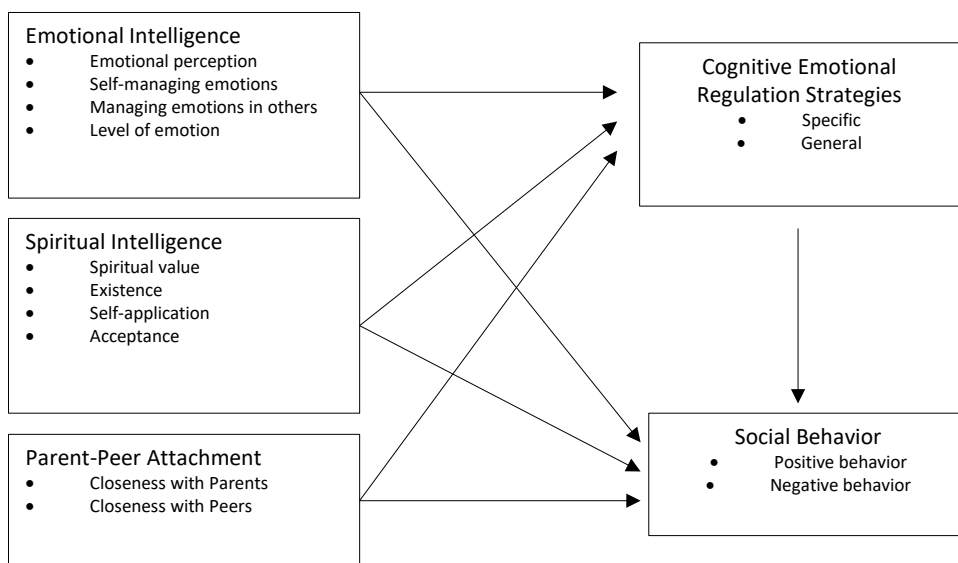 Emotional Intelligence
• Emotional perception
• Self-managing emotions
• Managing emotions in others
• Level of emotion
Spiritual Intelligence
• Spiritual value
• Existence
• Self-application
• Acceptance
Parent-Peer Attachment
• Closeness with Parents
• Closeness with Peers
Cognitive Emotional
Regulation Strategies
• Specific
• General
Social Behavior
• Positive behavior
• Negative behavior